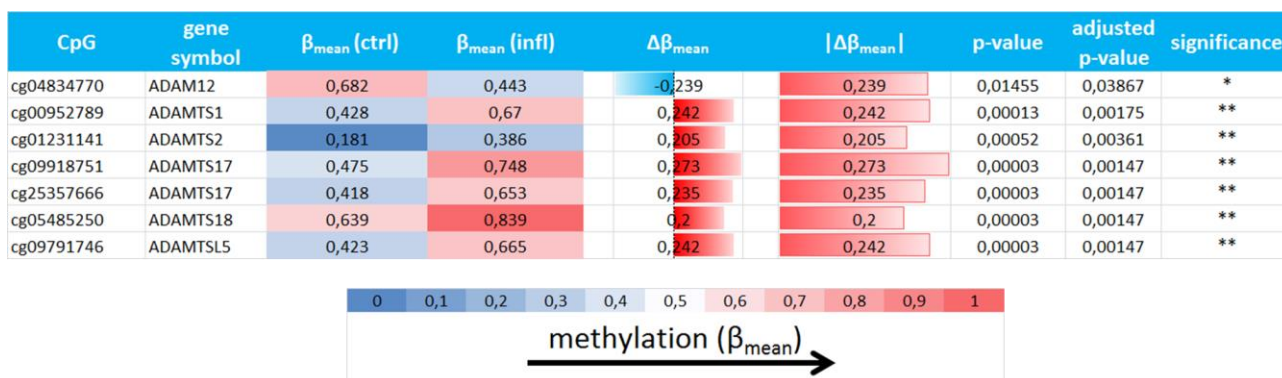 CpG gene symbol βmean (ctrl) βmean (infl) Δβmean |Δβmean| p-value adjusted p-value significance
cg04834770 ADAM12 0,682 0,443 -0,239 0,239 0,01455 0,03867 *
cg00952789 ADAMTS1 0,428 0,67 0,242 0,242 0,00013 0,00175 **
cg01231141 ADAMTS2 0,181 0,386 0,205 0,205 0,00052 0,00361 **
cg09918751 ADAMTS17 0,475 0,748 0,273 0,273 0,00003 0,00147 **
cg25357666 ADAMTS17 0,418 0,653 0,235 0,235 0,00003 0,00147 **
cg05485250 ADAMTS18 0,639 0,839 0,2 0,2 0,00003 0,00147 **
cg09791746 ADAMTSL5 0,423 0,665 0,242 0,242 0,00003 0,00147 **
0 0,1 0,2 0,3 0,4 0,5 0,6 0,7 0,8 0,9 1
methylation (βmean)